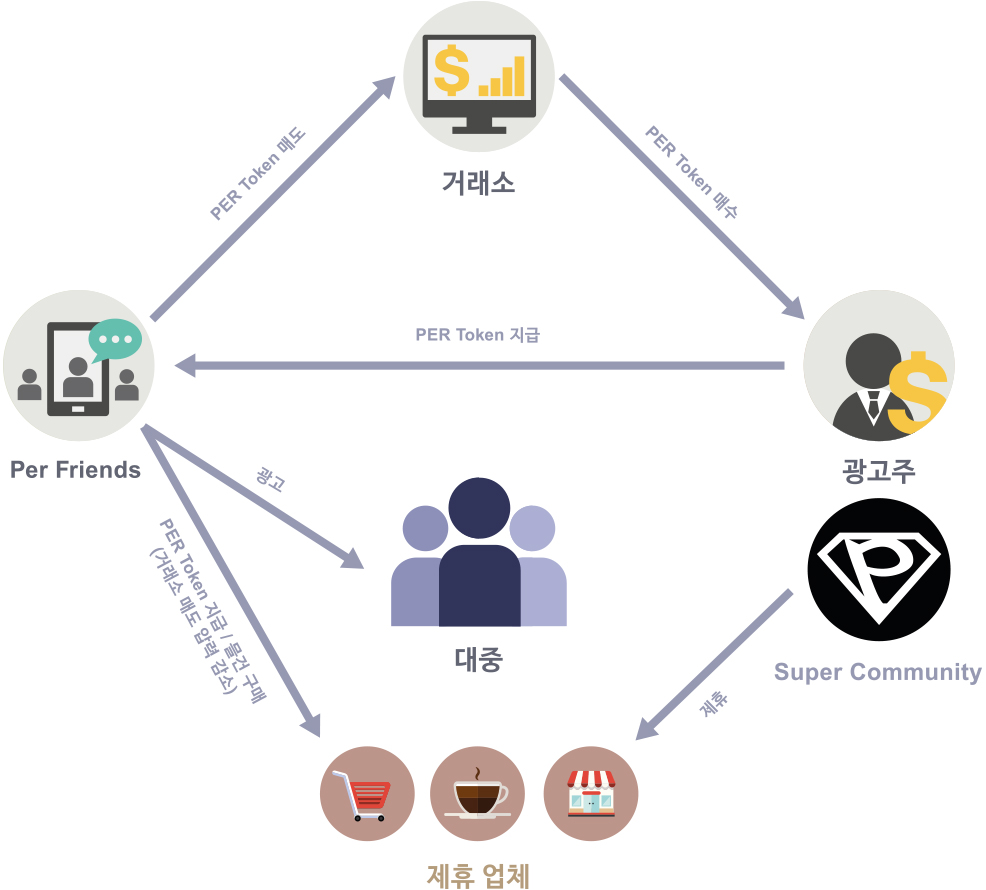 거래소
PER Token 매도
PER Token 매수
PER Token 지급
Per Friends
광고주
광고
PER Token 지급 / 물건 구매
(거래소 매도 압력 감소)
대중
Super Community
제휴
제휴 업체